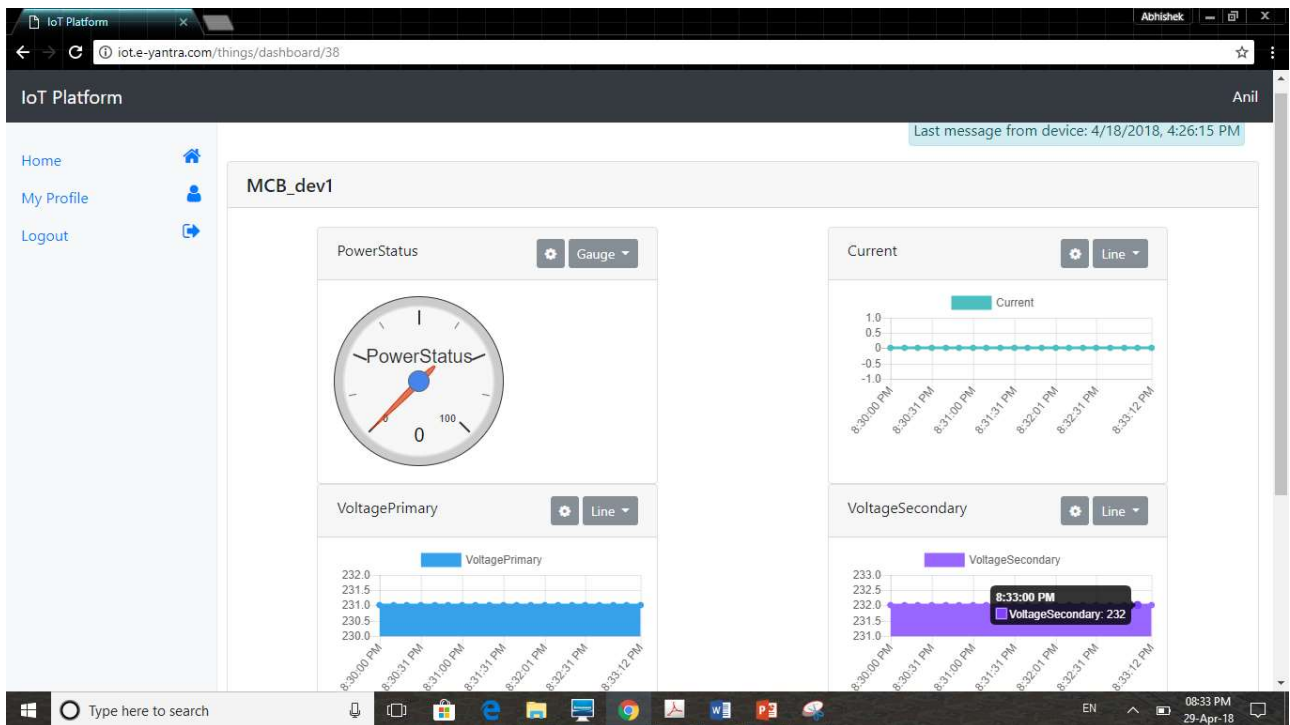 IoT Platform
Abhishek
iot.e-yantra.com/things/dashboard/38
IoT Platform
Anil
Last message from device: 4/18/2018, 4:26:15 PM
Home
My Profile
Logout
MCB_dev1
PowerStatus
Gauge
PowerStatus
0
100
0
Current
Line
Current
1.0
0.5
0
-0.5
-1.0
8:30:00 PM
8:30:31 PM
8:31:00 PM
8:31:31 PM
8:32:01 PM
8:32:31 PM
8:33:12 PM
VoltagePrimary
Line
VoltagePrimary
232.0
231.5
231.0
230.5
230.0
8:30:00 PM
8:30:31 PM
8:31:00 PM
8:31:31 PM
8:32:01 PM
8:32:31 PM
8:33:12 PM
VoltageSecondary
Line
VoltageSecondary
233.0
232.5
232.0
231.5
231.0
8:33:00 PM
VoltageSecondary: 232
8:30:00 PM
8:30:31 PM
8:31:00 PM
8:31:31 PM
8:32:01 PM
8:32:31 PM
8:33:12 PM
Type here to search
EN
08:33 PM
29-Apr-18